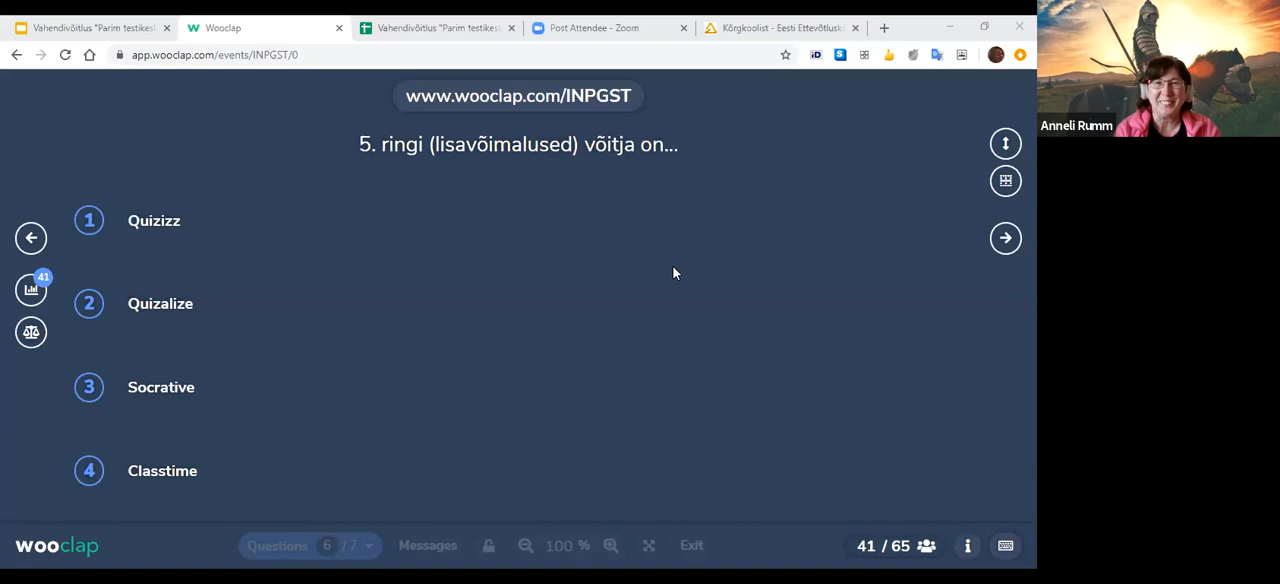 Vahendivõitlus "Parim testikesk
Wooclap
Vahendivõitlus "Parim testikesk
Post Attendee - Zoom
Kõrgkoolist - Eesti Ettevõtlusk
app.wooclap.com/events/INPGST/0
www.wooclap.com/INPGST
Anneli Rumm
5. ringi (lisavõimalused) võitja on...
1 Quizizz
41
2 Quizalize
3 Socrative
4 Classtime
wooclap
Questions 6 / 7
Messages
100 %
Exit
41 / 65